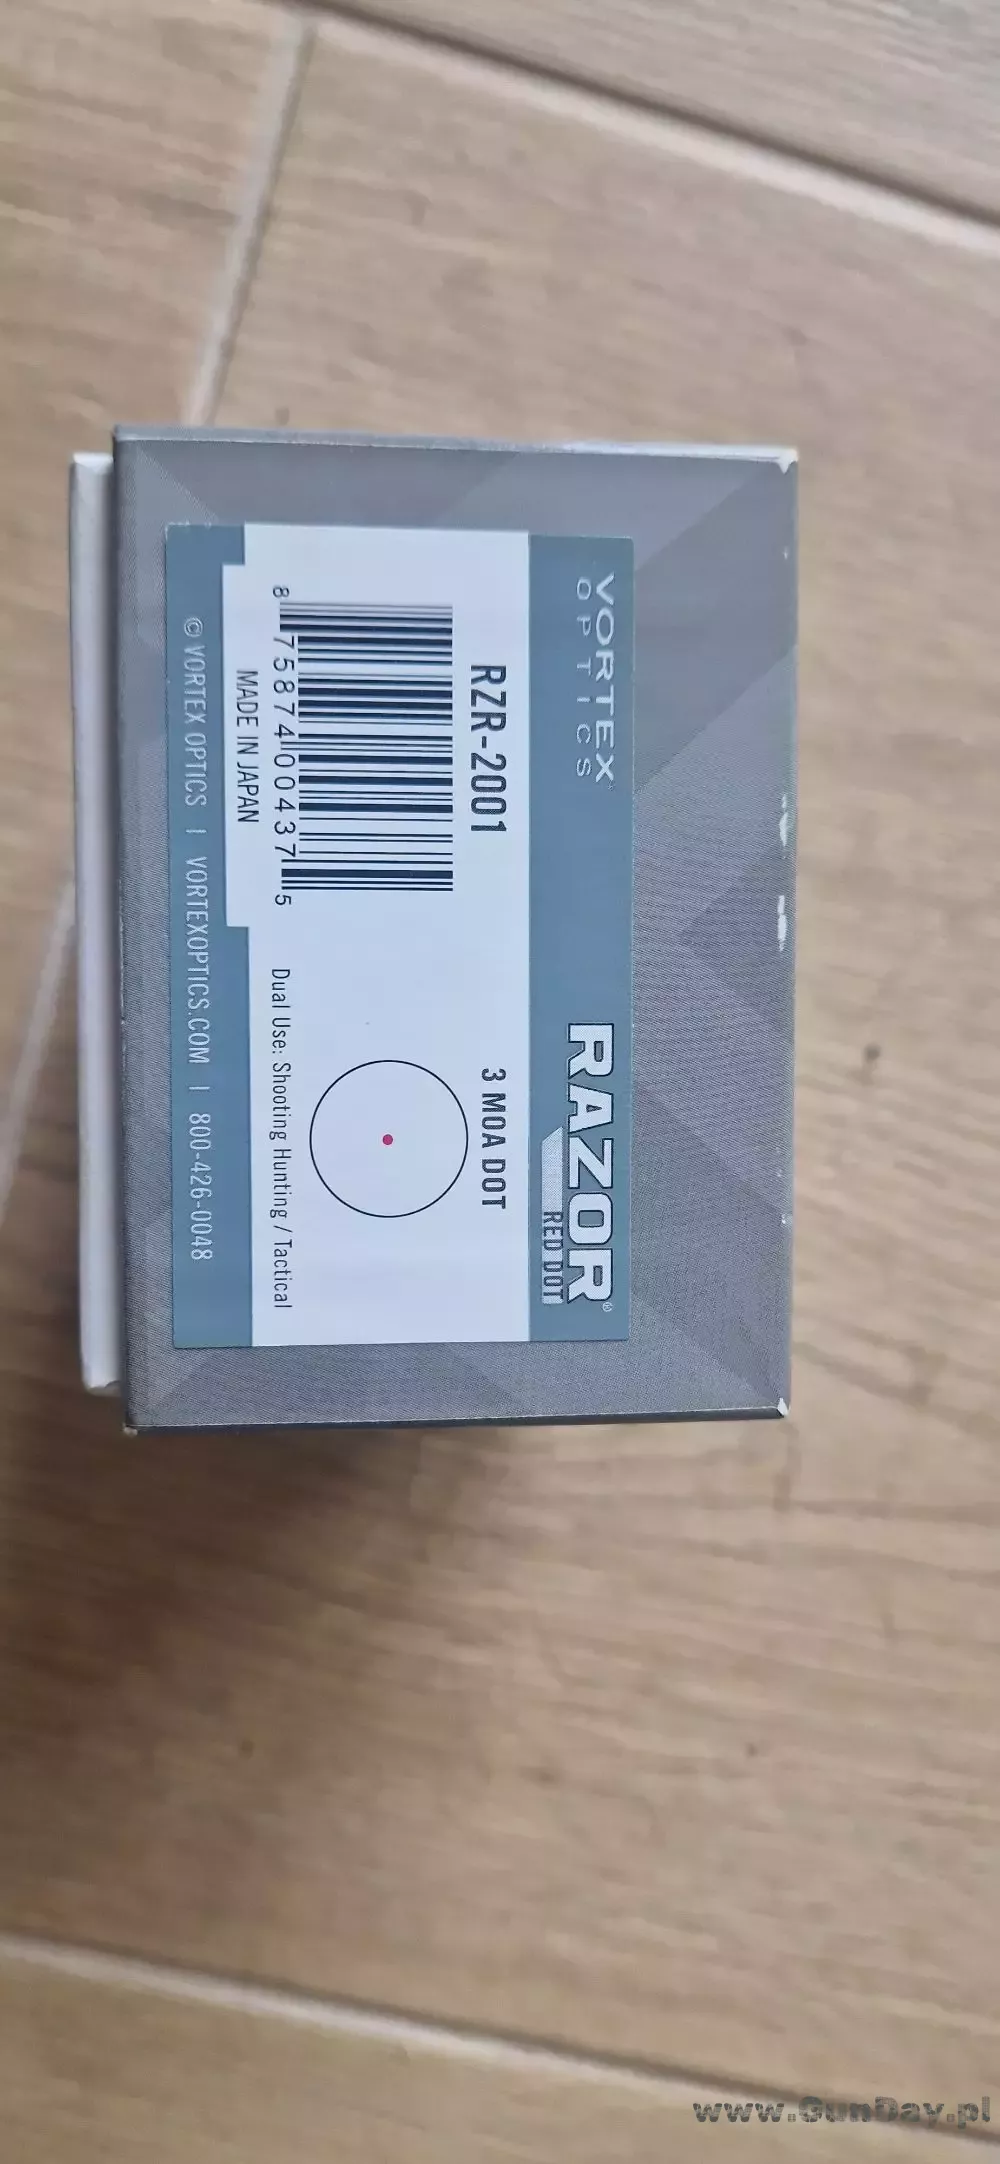 VORTEX
OPTICS
RAZOR®
RED DOT
RZR-2001
3 MOA DOT
8 75874 00437 5
MADE IN JAPAN
Dual Use: Shooting Hunting / Tactical
© VORTEX OPTICS | VORTEXOPTICS.COM | 800-426-0048
www.GunDay.pl